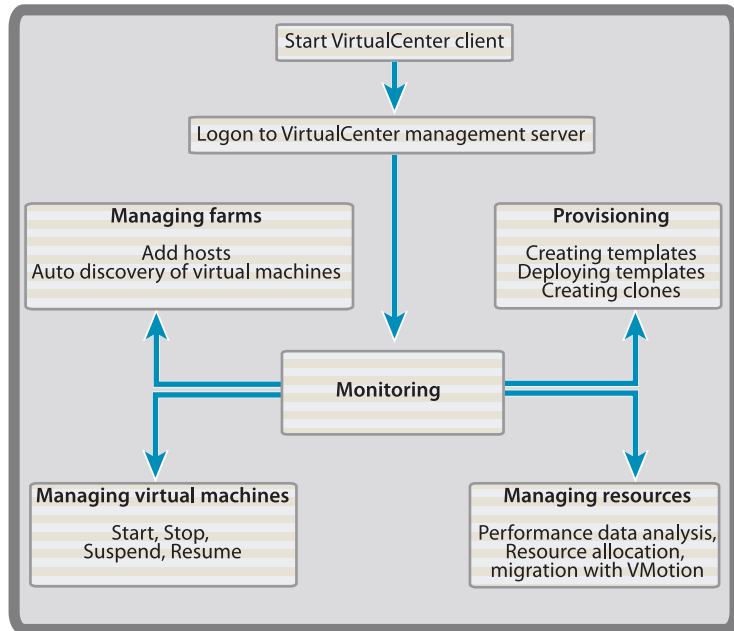 Start VirtualCenter client
Logon to VirtualCenter management server
Managing farms
Add hosts
Auto discovery of virtual machines
Provisioning
Creating templates
Deploying templates
Creating clones
Monitoring
Managing virtual machines
Start, Stop,
Suspend, Resume
Managing resources
Performance data analysis,
Resource allocation,
migration with VMotion